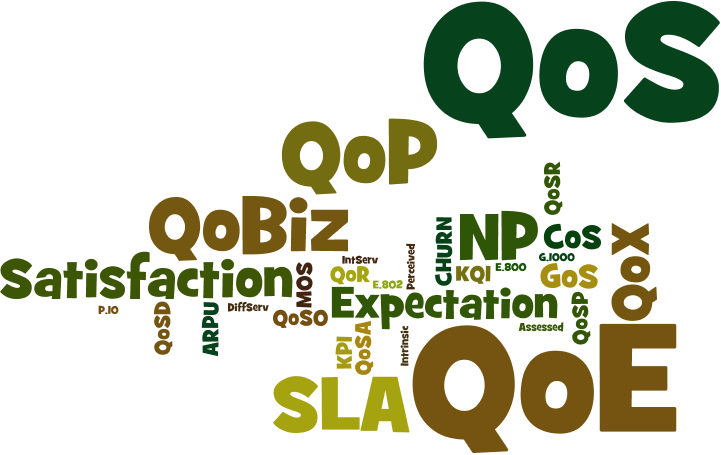 QoS
QoP
QoSR
QoBiz
NP
CHURN
CoS
QoX
IntServ
Perceived
G.1000
Satisfaction
MOS
QoR
KQI
E.800
GoS
E.802
Expectation
P.10
QoSD
ARPU
DiffServ
QoSO
QoSP
KPI
QoSA
Intrinsic
Assessed
SLA
QoE